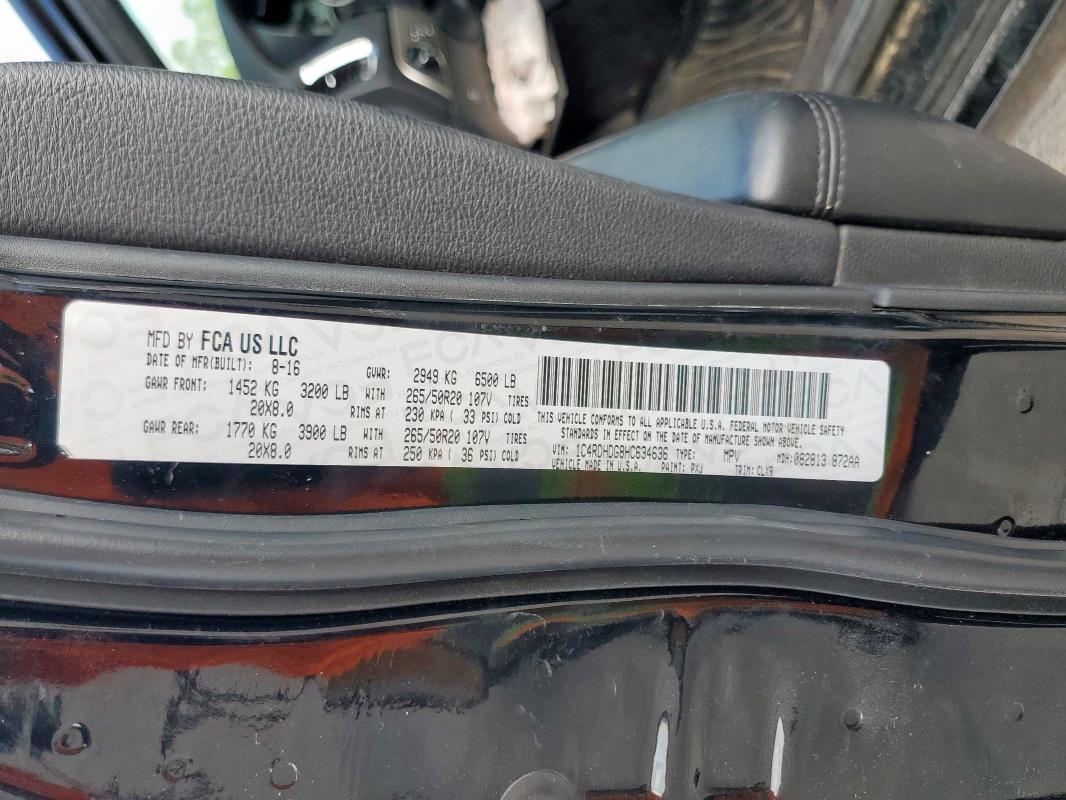 MFD BY FCA US LLC
DATE OF MFR(BUILT): 8-16 GVWR: 2949 KG 6500 LB
GAWR FRONT: 1452 KG 3200 LB WITH 265/50R20 107V TIRES
20X8.0 RIMS AT 230 KPA ( 33 PSI) COLD
GAWR REAR: 1770 KG 3900 LB WITH 265/50R20 107V TIRES
20X8.0 RIMS AT 250 KPA ( 36 PSI) COLD
THIS VEHICLE CONFORMS TO ALL APPLICABLE U.S.A. FEDERAL MOTOR VEHICLE SAFETY
STANDARDS IN EFFECT ON THE DATE OF MANUFACTURE SHOWN ABOVE.
VIN: 1C4RDHDG8HC634636 TYPE: MPV MDH: 082813 872AA
VEHICLE MADE IN U.S.A. PAINT: PXJ TRIM: CLX9